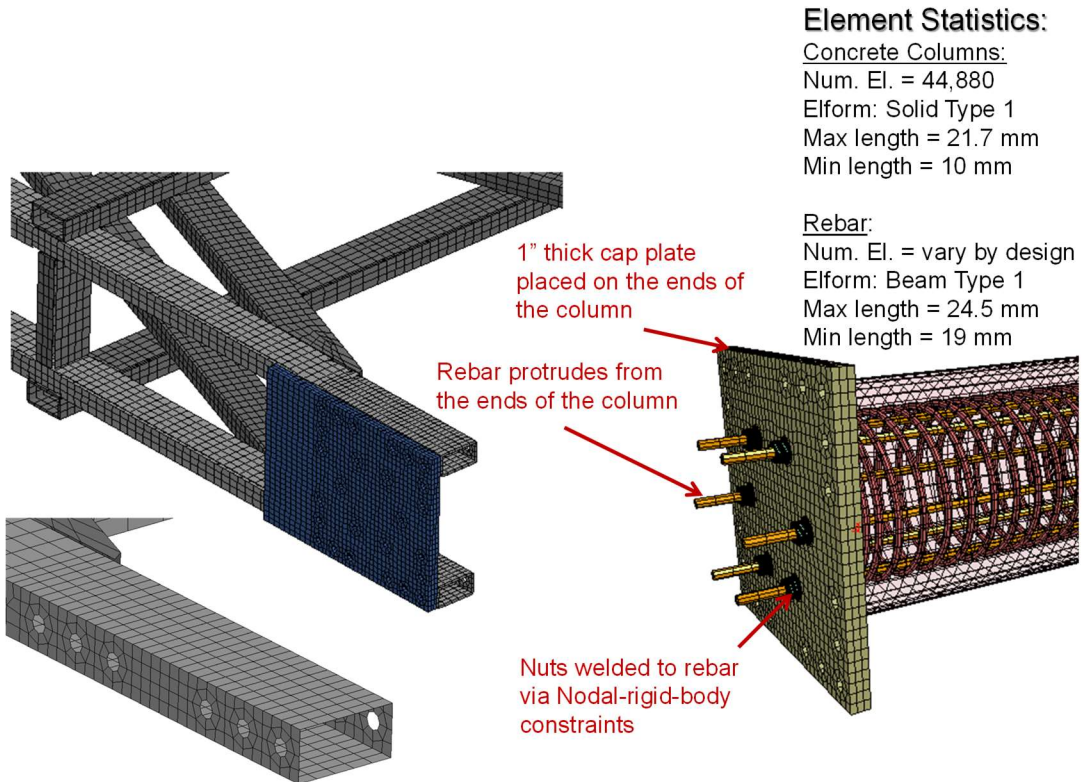 Element Statistics:
Concrete Columns:
Num. El. = 44,880
Elform: Solid Type 1
Max length = 21.7 mm
Min length = 10 mm
Rebar:
Num. El. = vary by design
Elform: Beam Type 1
Max length = 24.5 mm
Min length = 19 mm
1” thick cap plate
placed on the ends of
the column
Rebar protrudes from
the ends of the column
Nuts welded to rebar
via Nodal-rigid-body
constraints